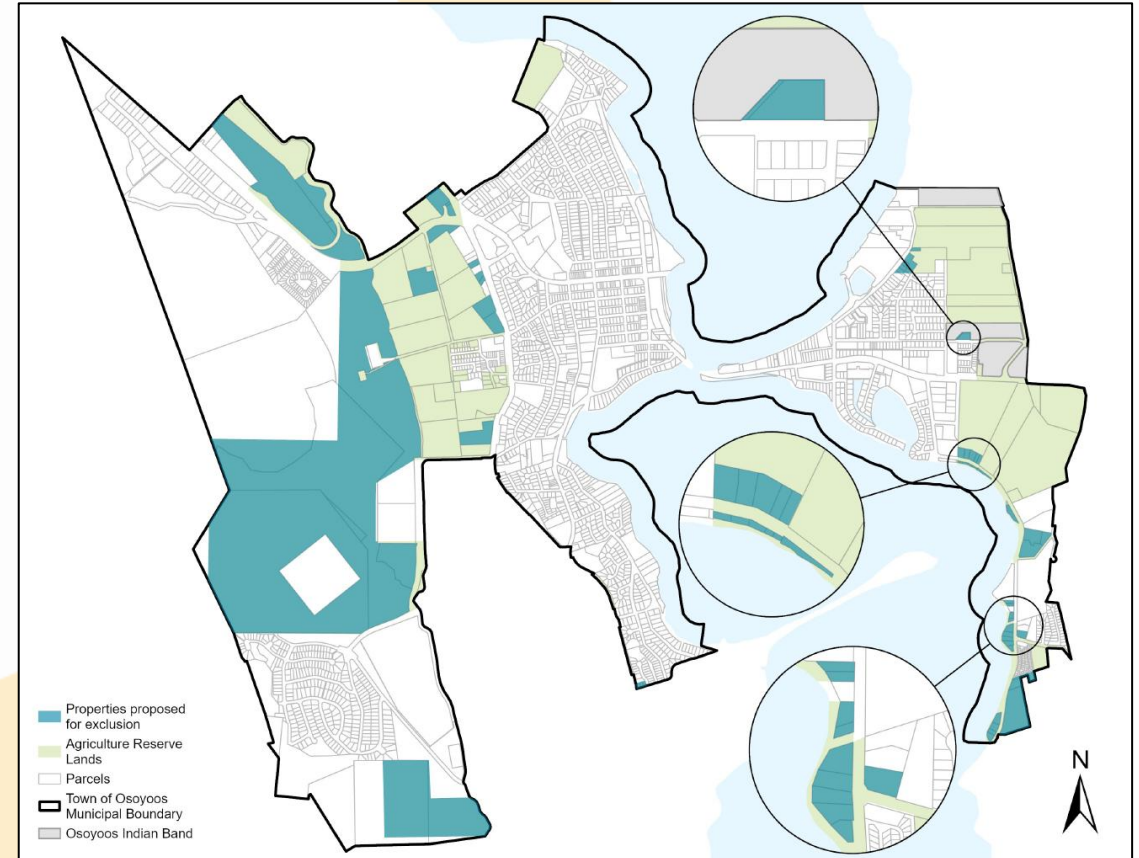 Properties proposed
for exclusion
Agriculture Reserve
Lands
Parcels
Town of Osoyoos
Municipal Boundary
Osoyoos Indian Band
N